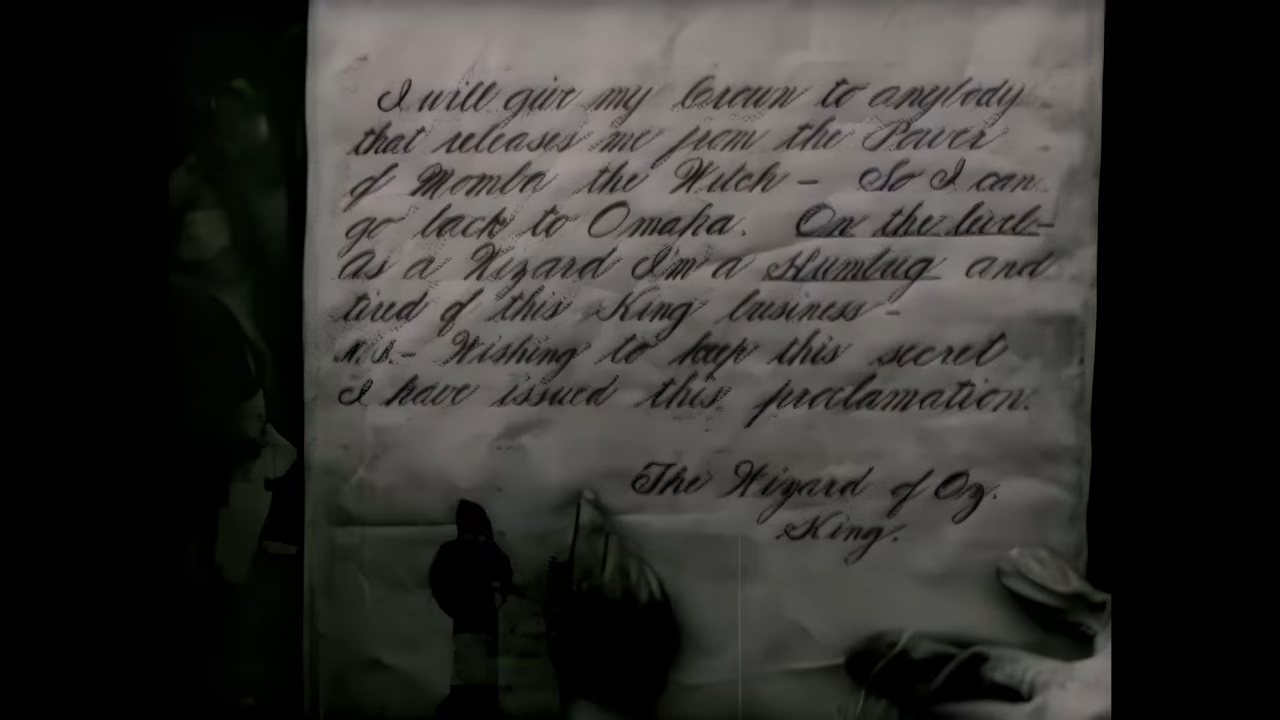 I will give my Crown to anybody
that releases me from the Power
of Momba the Witch - So I can
go back to Omaha. On the level-
As a Wizard I'm a Humbug and
tired of this King business -
N.B.- Wishing to keep this secret
I have issued this proclamation.
The Wizard of Oz.
King.